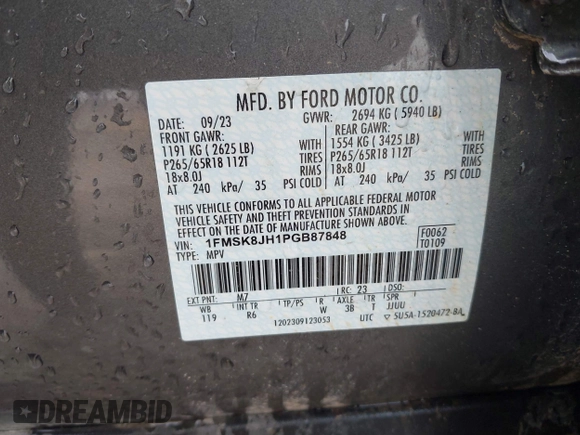 MFD. BY FORD MOTOR CO.
DATE: 09/23 GVWR: 2694 KG ( 5940 LB)
FRONT GAWR: REAR GAWR:
1191 KG ( 2625 LB) 1554 KG ( 3425 LB)
P265/65R18 112T TIRES P265/65R18 112T TIRES
18x8.0J RIMS 18x8.0J RIMS
AT 240 kPa/ 35 PSI COLD AT 240 kPa/ 35 PSI COLD
THIS VEHICLE CONFORMS TO ALL APPLICABLE FEDERAL MOTOR
VEHICLE SAFETY AND THEFT PREVENTION STANDARDS IN EFFECT ON
THE DATE OF MANUFACTURE SHOWN ABOVE.
VIN: 1FMSK8JH1PGB87848 F0062
TYPE: MPV T0109
EXT PNT: M7 RC: 23 DSO:
WB INT TR TP/PS R AXLE TR SPR
119 R6 W 3B T JJUU
1202309123053 UTC ▽ 5U5A-1520472-BA
DREAMBID